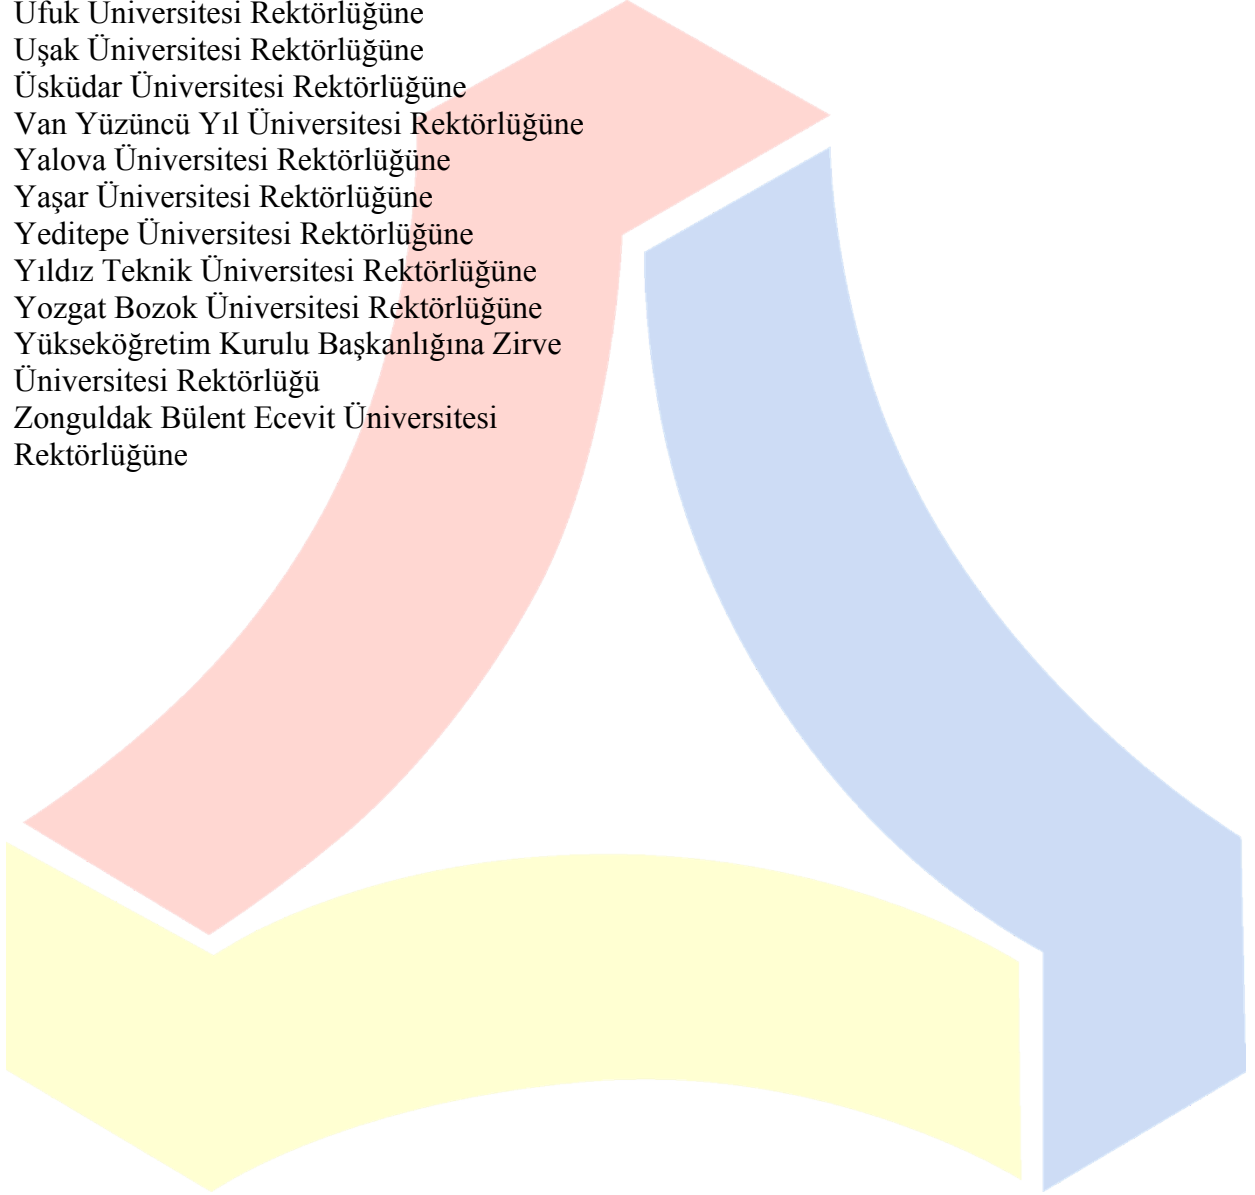 Ufuk Üniversitesi Rektörlüğüne
Uşak Üniversitesi Rektörlüğüne
Üsküdar Üniversitesi Rektörlüğüne
Van Yüzüncü Yıl Üniversitesi Rektörlüğüne
Yalova Üniversitesi Rektörlüğüne
Yaşar Üniversitesi Rektörlüğüne
Yeditepe Üniversitesi Rektörlüğüne
Yıldız Teknik Üniversitesi Rektörlüğüne
Yozgat Bozok Üniversitesi Rektörlüğüne
Yükseköğretim Kurulu Başkanlığına Zirve
Üniversitesi Rektörlüğü
Zonguldak Bülent Ecevit Üniversitesi
Rektörlüğüne